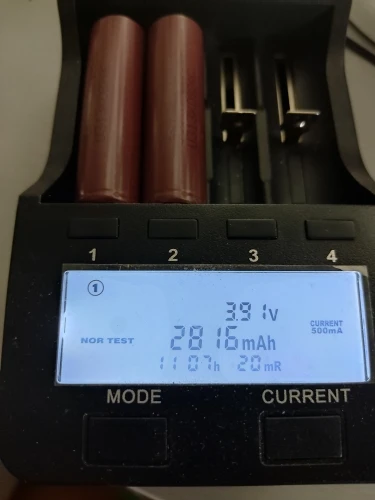 1 2 3 4
①
3.91V
NOR TEST 2816mAh CURRENT 500mA
11:07h 20mR
MODE CURRENT